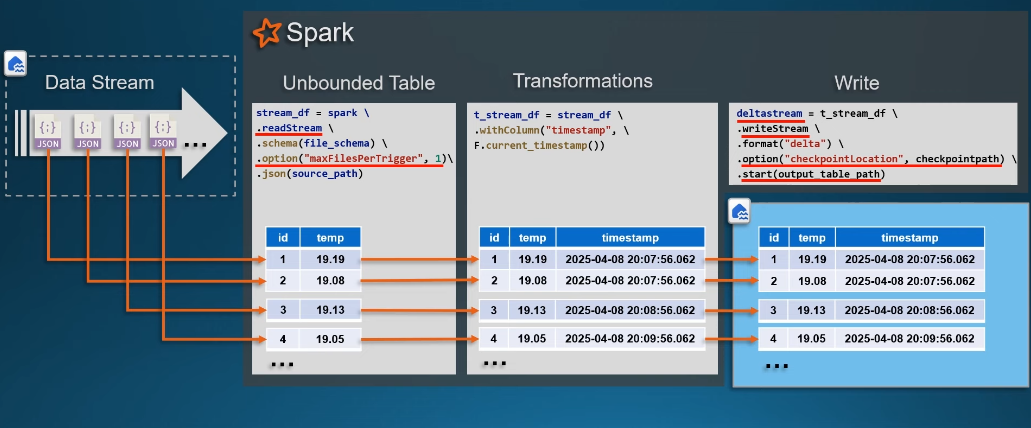 Spark
Data Stream
{;} {;} {;} {;}
JSON JSON JSON JSON ...
Unbounded Table
stream_df = spark \
.readStream \
.schema(file_schema) \
.option("maxFilesPerTrigger", 1)\
.json(source_path)
id temp
1 19.19
2 19.08
3 19.13
4 19.05
...
Transformations
t_stream_df = stream_df \
.withColumn("timestamp", \
F.current_timestamp())
id temp timestamp
1 19.19 2025-04-08 20:07:56.062
2 19.08 2025-04-08 20:07:56.062
3 19.13 2025-04-08 20:08:56.062
4 19.05 2025-04-08 20:09:56.062
...
Write
deltastream = t_stream_df \
.writeStream \
.format("delta") \
.option("checkpointLocation", checkpointpath) \
.start(output_table_path)
id temp timestamp
1 19.19 2025-04-08 20:07:56.062
2 19.08 2025-04-08 20:07:56.062
3 19.13 2025-04-08 20:08:56.062
4 19.05 2025-04-08 20:09:56.062
...